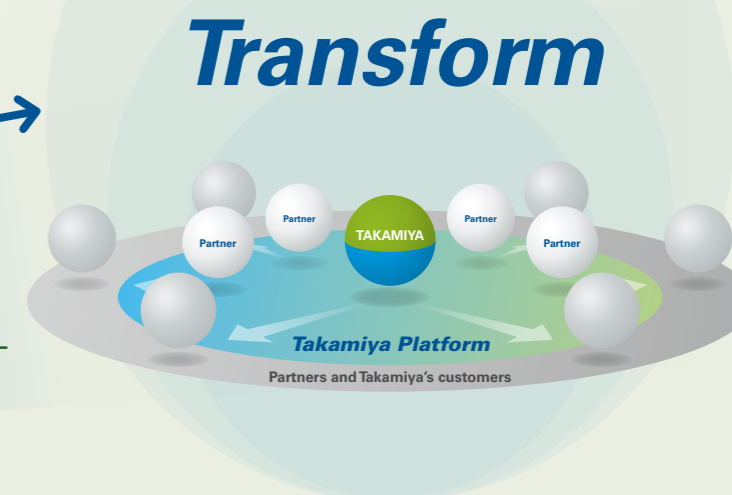 Transform
Partner
Partner
TAKAMIYA
Partner
Partner
Takamiya Platform
Partners and Takamiya's customers